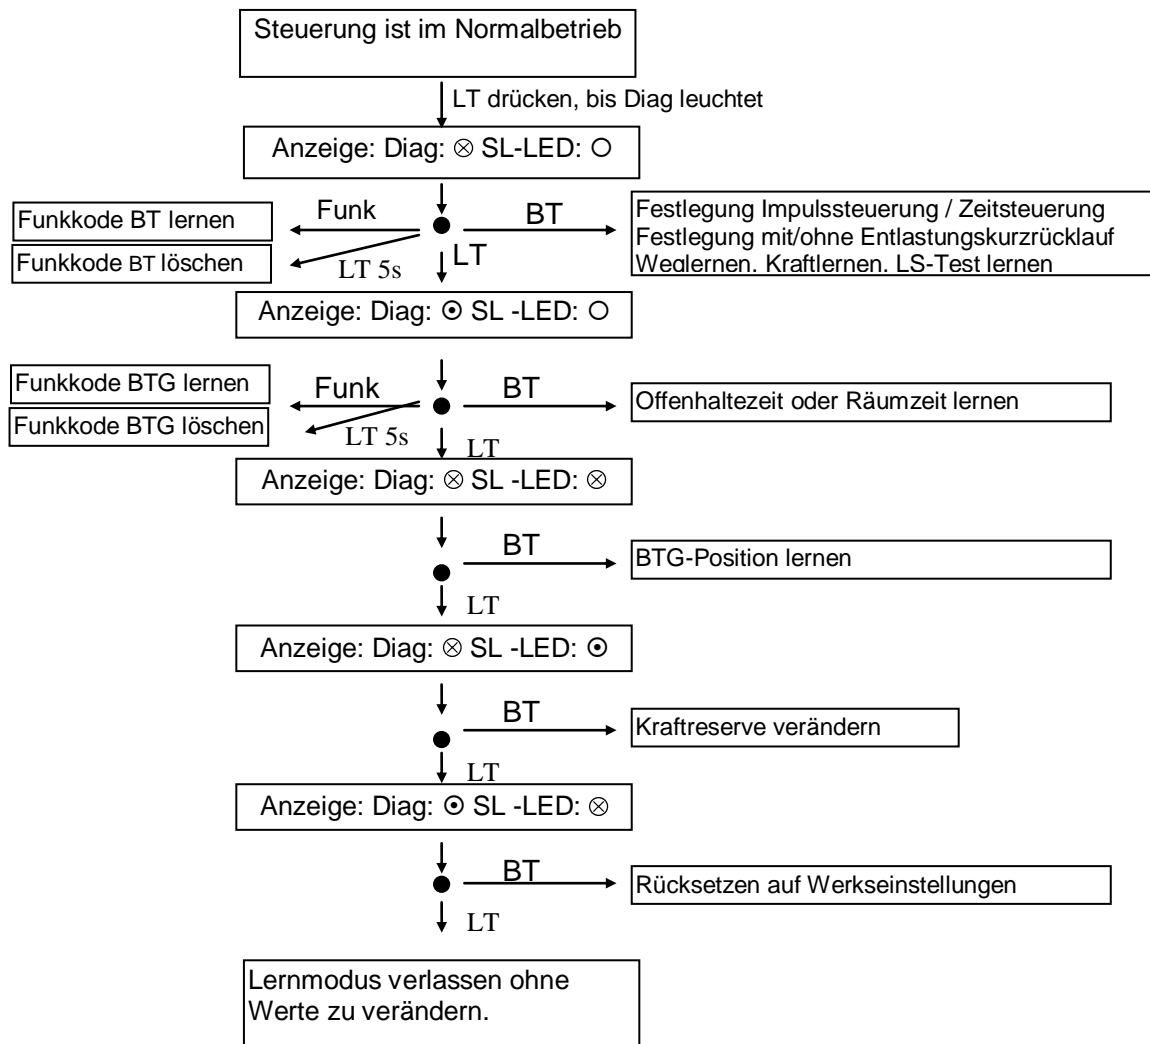 Steuerung ist im Normalbetrieb
LT drücken, bis Diag leuchtet
Anzeige: Diag: ⊗ SL-LED: ○
Funkkode BT lernen
Funkkode BT löschen
Funk
LT 5s
BT
LT
Festlegung Impulssteuerung / Zeitsteuerung
Festlegung mit/ohne Entlastungskurzrücklauf
Weglernen, Kraftlernen, LS-Test lernen
Anzeige: Diag: ⊙ SL -LED: ○
Funkkode BTG lernen
Funkkode BTG löschen
Funk
LT 5s
BT
LT
Offenhaltezeit oder Räumzeit lernen
Anzeige: Diag: ⊗ SL -LED: ⊗
BT
BTG-Position lernen
LT
Anzeige: Diag: ⊗ SL -LED: ⊙
BT
Kraftreserve verändern
LT
Anzeige: Diag: ⊙ SL -LED: ⊗
BT
Rücksetzen auf Werkseinstellungen
LT
Lernmodus verlassen ohne
Werte zu verändern.